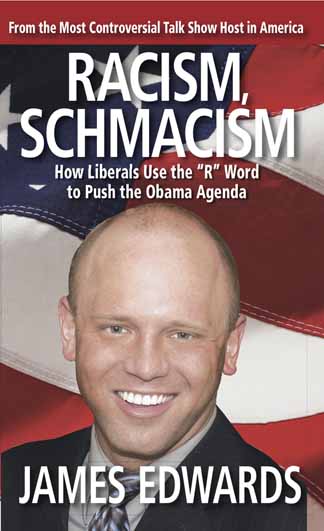 From the Most Controversial Talk Show Host in America
RACISM,
SCHMACISM
How Liberals Use the “R” Word
to Push the Obama Agenda
JAMES EDWARDS